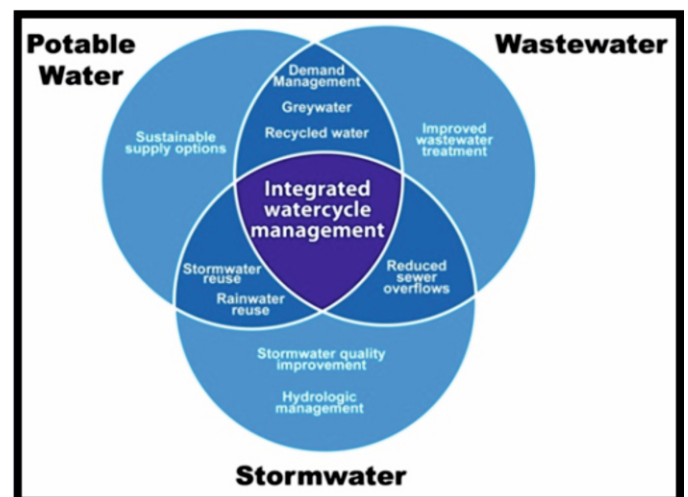 Potable
Water
Wastewater
Demand
Management
Greywater
Recycled water
Sustainable
supply options
Improved
wastewater
treatment
Integrated
watercycle
management
Stormwater
reuse
Rainwater
reuse
Reduced
sewer
overflows
Stormwater quality
improvement
Hydrologic
management
Stormwater